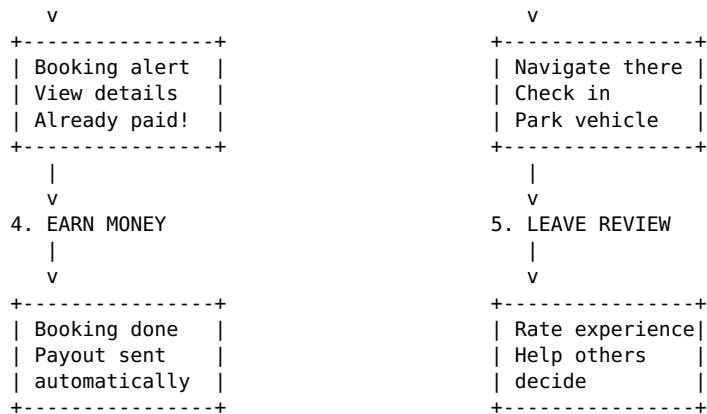 v v
+----------------+ +----------------+
| Booking alert | | Navigate there |
| View details | | Check in |
| Already paid! | | Park vehicle |
+----------------+ +----------------+
| |
v v
4. EARN MONEY 5. LEAVE REVIEW
| |
v v
+----------------+ +----------------+
| Booking done | | Rate experience|
| Payout sent | | Help others |
| automatically | | decide |
+----------------+ +----------------+